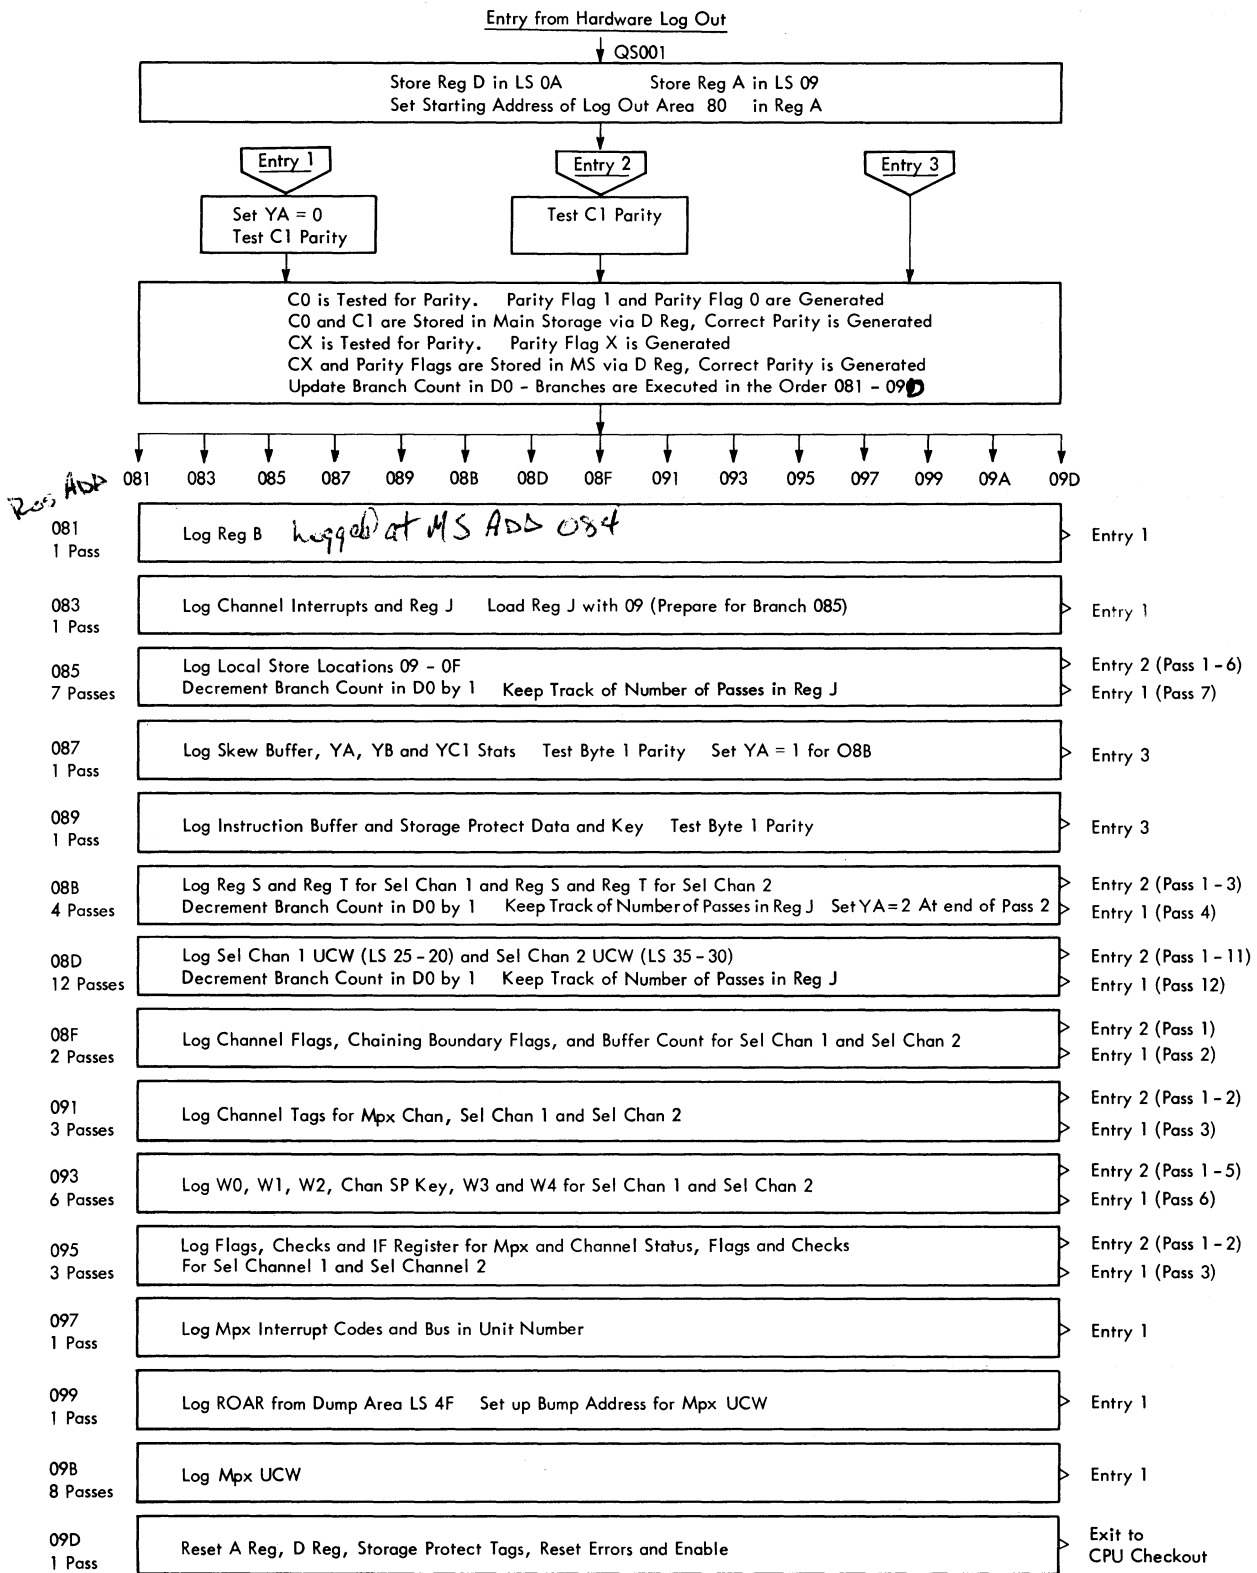 Entry from Hardware Log Out
QS001
Store Reg D in LS 0A Store Reg A in LS 09
Set Starting Address of Log Out Area 80 in Reg A
Entry 1
Entry 2
Entry 3
Set YA = 0
Test C1 Parity
Test C1 Parity
C0 is Tested for Parity. Parity Flag 1 and Parity Flag 0 are Generated
C0 and C1 are Stored in Main Storage via D Reg, Correct Parity is Generated
CX is Tested for Parity. Parity Flag X is Generated
CX and Parity Flags are Stored in MS via D Reg, Correct Parity is Generated
Update Branch Count in D0 - Branches are Executed in the Order 081 - 09D
081 083 085 087 089 08B 08D 08F 091 093 095 097 099 09A 09D
Ros ADD
081
1 Pass
Log Reg B Logged at MS ADD 084
Entry 1
083
1 Pass
Log Channel Interrupts and Reg J Load Reg J with 09 (Prepare for Branch 085)
Entry 1
085
7 Passes
Log Local Store Locations 09 - 0F
Decrement Branch Count in D0 by 1 Keep Track of Number of Passes in Reg J
Entry 2 (Pass 1-6)
Entry 1 (Pass 7)
087
1 Pass
Log Skew Buffer, YA, YB and YC1 Stats Test Byte 1 Parity Set YA = 1 for O8B
Entry 3
089
1 Pass
Log Instruction Buffer and Storage Protect Data and Key Test Byte 1 Parity
Entry 3
08B
4 Passes
Log Reg S and Reg T for Sel Chan 1 and Reg S and Reg T for Sel Chan 2
Decrement Branch Count in D0 by 1 Keep Track of Number of Passes in Reg J Set YA=2 At end of Pass 2
Entry 2 (Pass 1-3)
Entry 1 (Pass 4)
08D
12 Passes
Log Sel Chan 1 UCW (LS 25-20) and Sel Chan 2 UCW (LS 35-30)
Decrement Branch Count in D0 by 1 Keep Track of Number of Passes in Reg J
Entry 2 (Pass 1-11)
Entry 1 (Pass 12)
08F
2 Passes
Log Channel Flags, Chaining Boundary Flags, and Buffer Count for Sel Chan 1 and Sel Chan 2
Entry 2 (Pass 1)
Entry 1 (Pass 2)
091
3 Passes
Log Channel Tags for Mpx Chan, Sel Chan 1 and Sel Chan 2
Entry 2 (Pass 1-2)
Entry 1 (Pass 3)
093
6 Passes
Log W0, W1, W2, Chan SP Key, W3 and W4 for Sel Chan 1 and Sel Chan 2
Entry 2 (Pass 1-5)
Entry 1 (Pass 6)
095
3 Passes
Log Flags, Checks and IF Register for Mpx and Channel Status, Flags and Checks
For Sel Channel 1 and Sel Channel 2
Entry 2 (Pass 1-2)
Entry 1 (Pass 3)
097
1 Pass
Log Mpx Interrupt Codes and Bus in Unit Number
Entry 1
099
1 Pass
Log ROAR from Dump Area LS 4F Set up Bump Address for Mpx UCW
Entry 1
09B
8 Passes
Log Mpx UCW
Entry 1
09D
1 Pass
Reset A Reg, D Reg, Storage Protect Tags, Reset Errors and Enable
Exit to
CPU Checkout